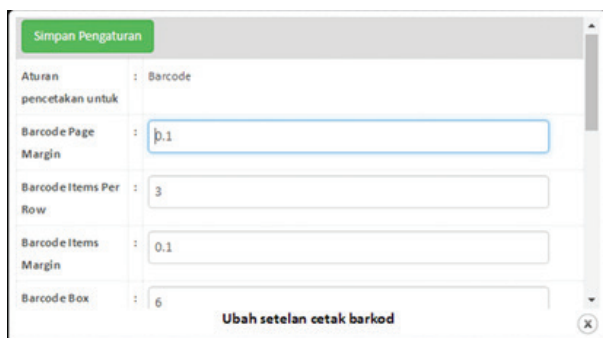 Simpan Pengaturan
Aturan : Barcode
pencetakan untuk
Barcode Page : 0.1
Margin
Barcode Items Per : 3
Row
Barcode Items : 0.1
Margin
Barcode Box : 6
Ubah setelan cetak barkod
x